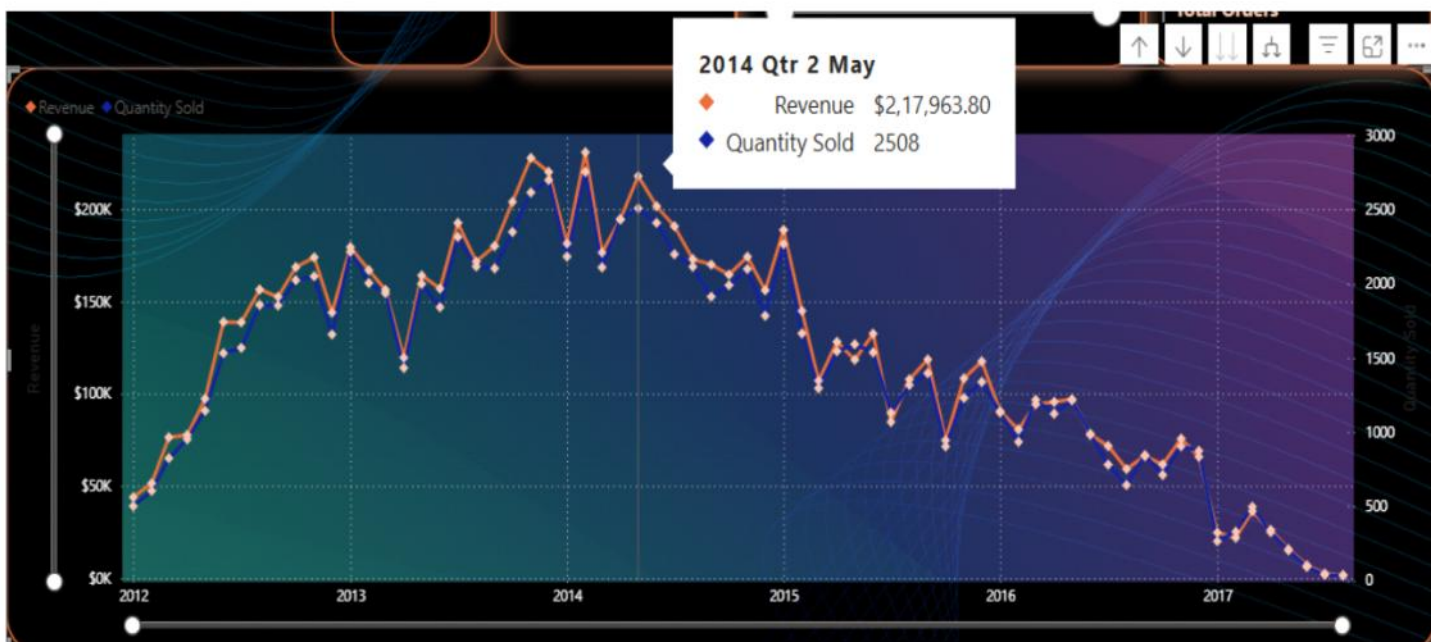 Total Orders
2014 Qtr 2 May
Revenue $2,17,963.80
Quantity Sold 2508
Revenue Quantity Sold
3000
$200K
2500
2000
$150K
Revenue
Quantity Sold
1500
$100K
1000
$50K
500
$0K
0
2012 2013 2014 2015 2016 2017